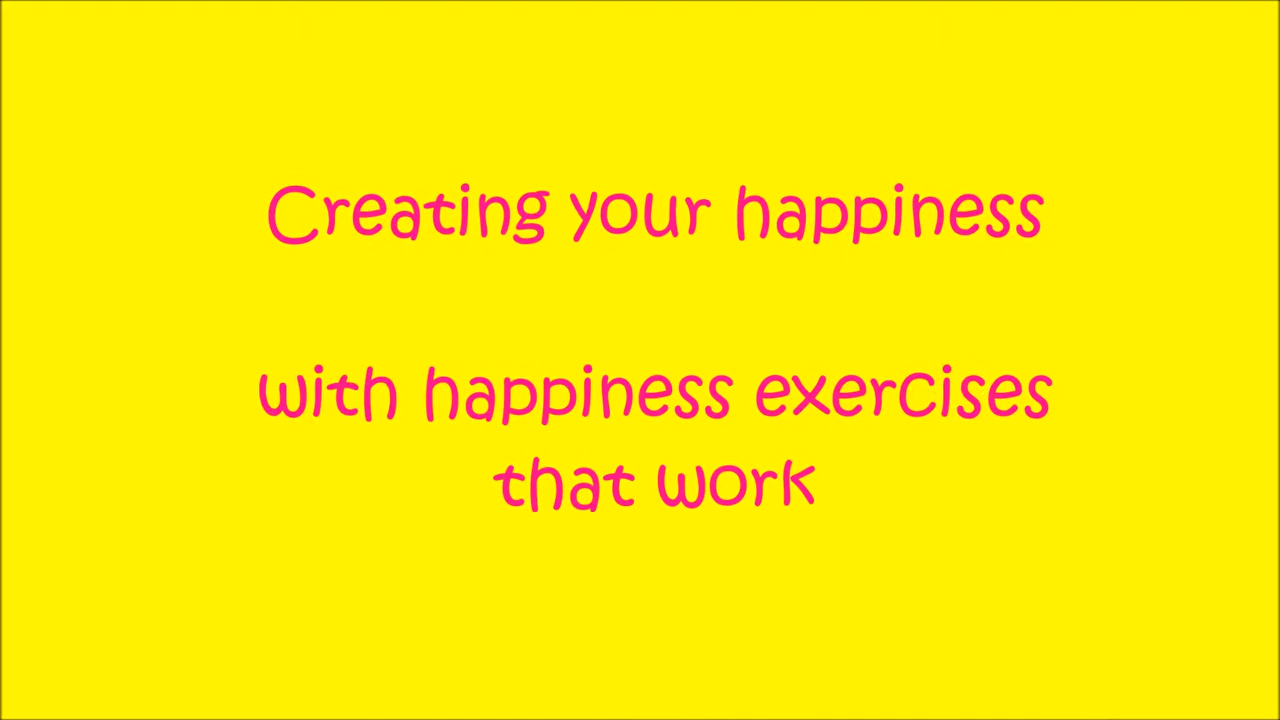 Creating your happiness
with happiness exercises
that work